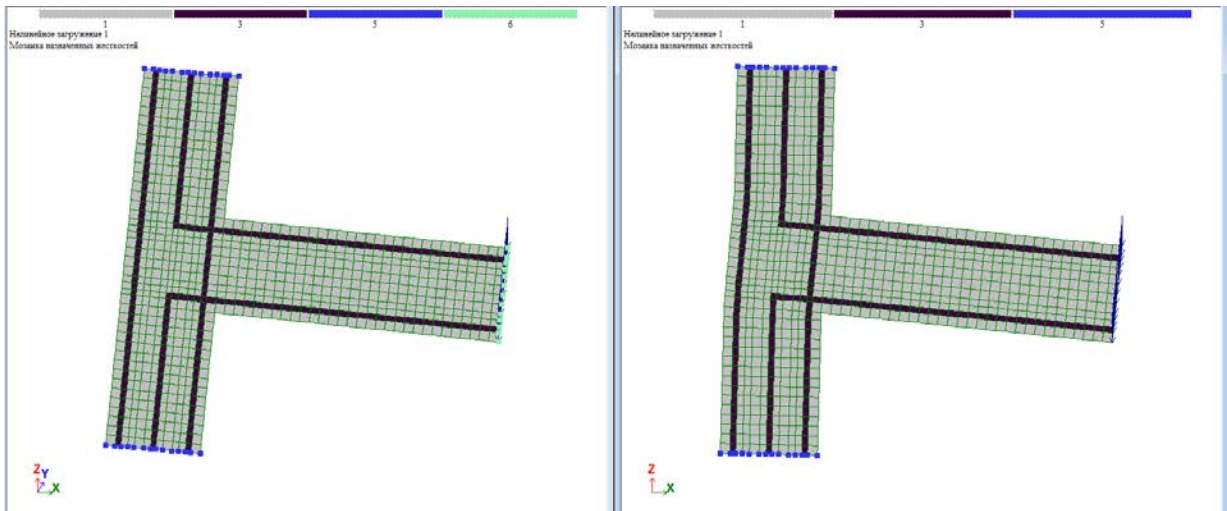 1 3 5 6
Нелинейное загружение 1
Мозаика назначенных жесткостей
Z Y
X
1 3 5
Нелинейное загружение 1
Мозаика назначенных жесткостей
Z
X